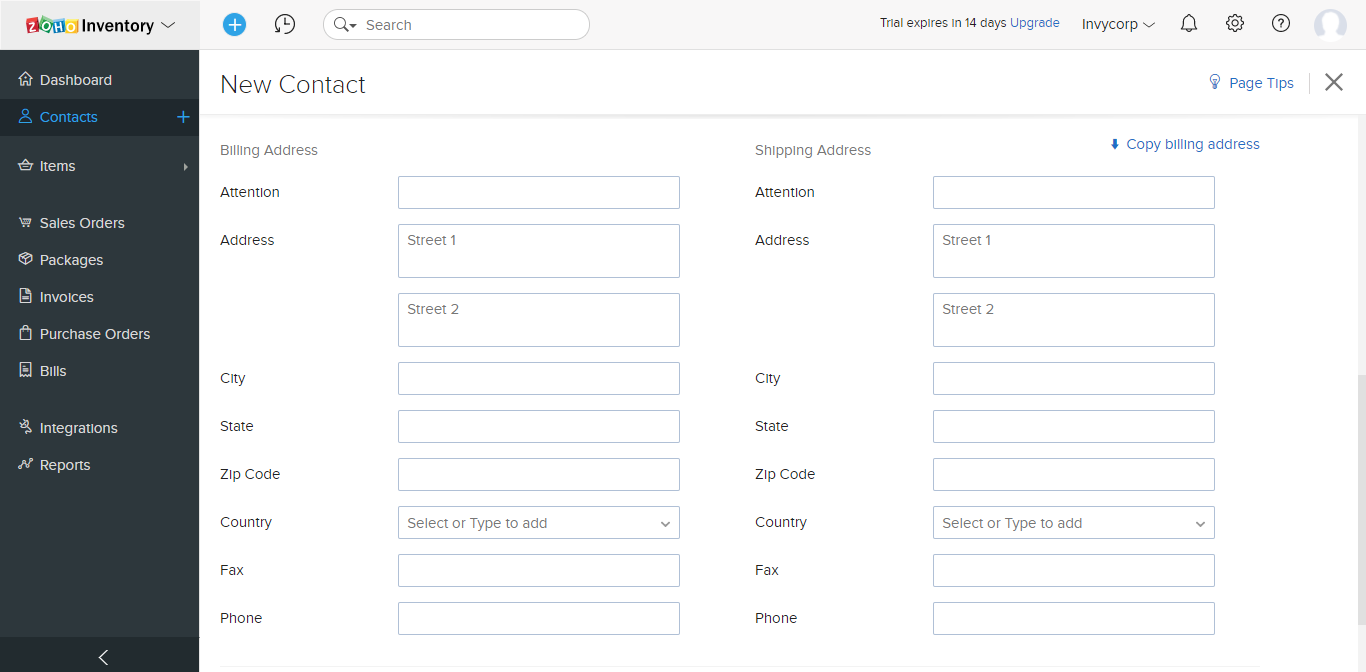 ZOHO Inventory
Search
Trial expires in 14 days Upgrade
Invycorp
Dashboard
Contacts
Items
Sales Orders
Packages
Invoices
Purchase Orders
Bills
Integrations
Reports
New Contact
Page Tips
Billing Address
Attention
Address
Street 1
Street 2
City
State
Zip Code
Country
Select or Type to add
Fax
Phone
Shipping Address
Copy billing address
Attention
Address
Street 1
Street 2
City
State
Zip Code
Country
Select or Type to add
Fax
Phone